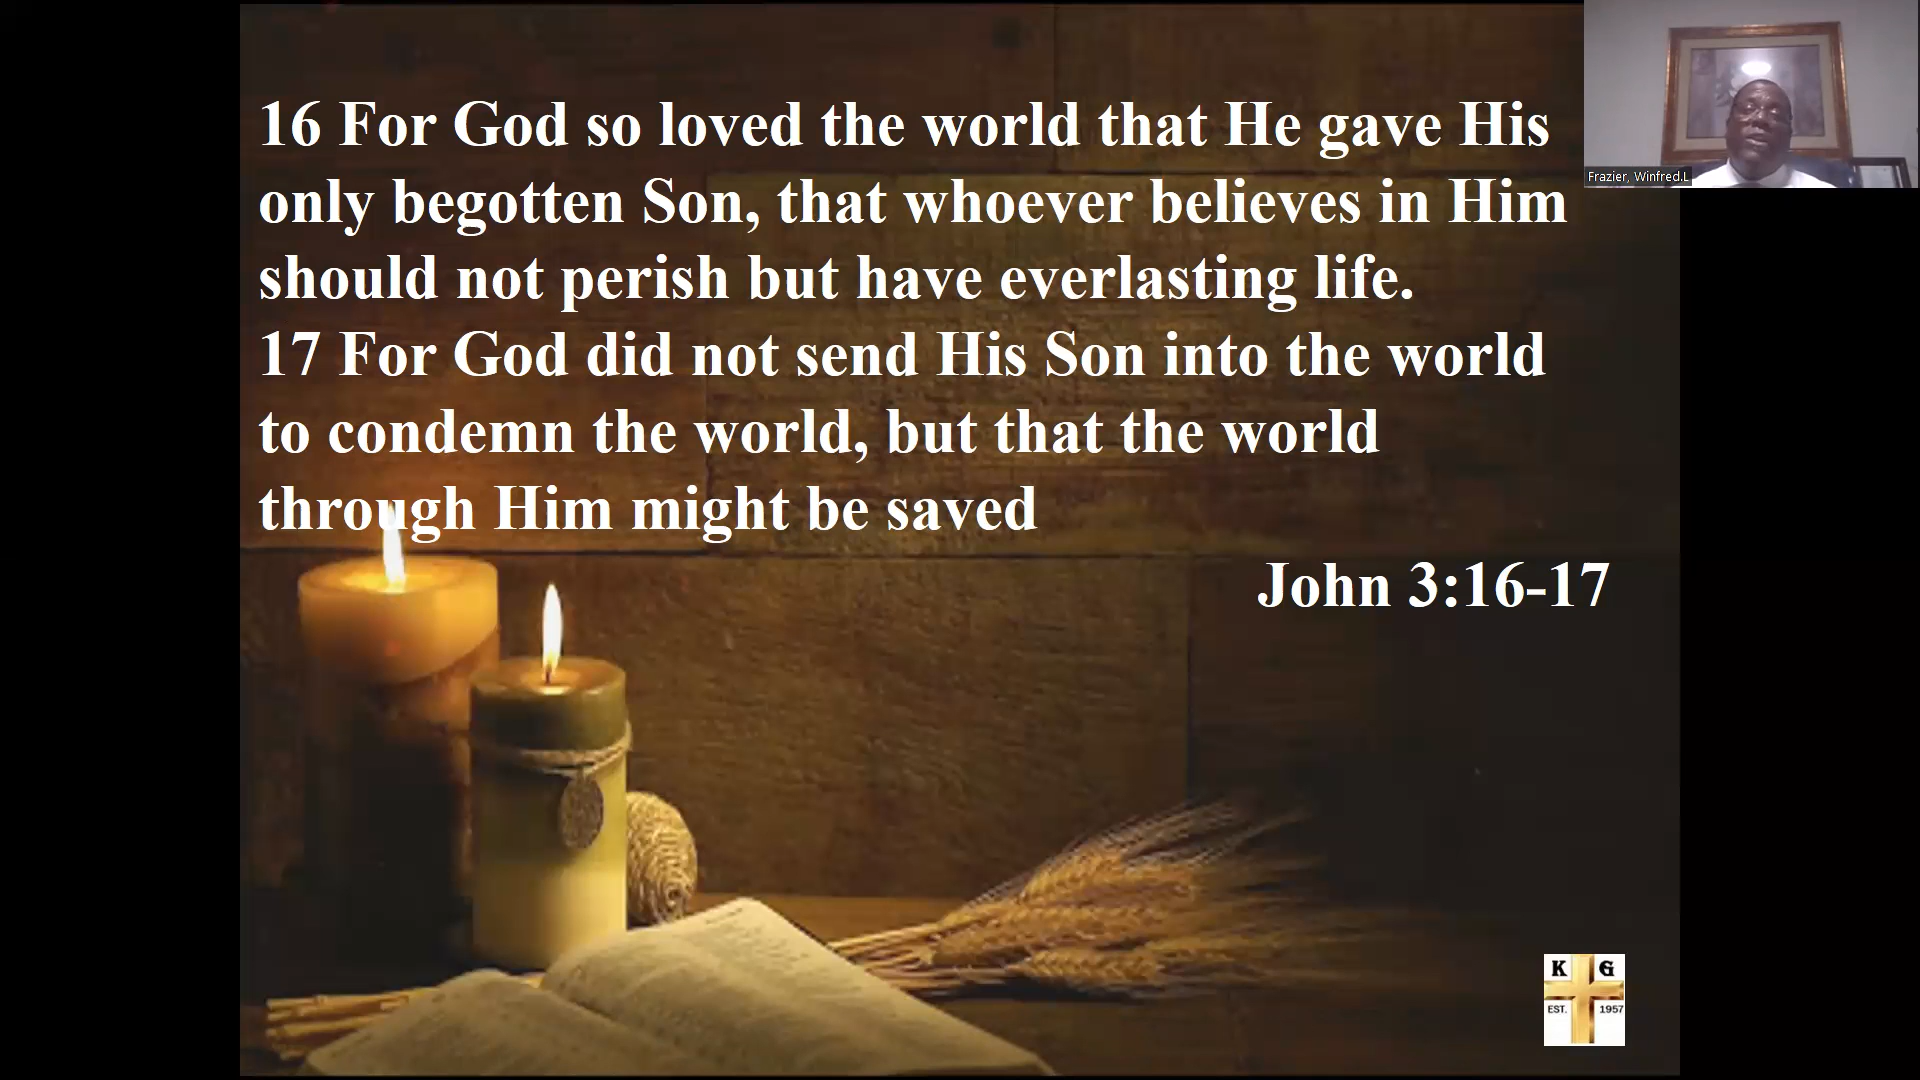 16 For God so loved the world that He gave His
only begotten Son, that whoever believes in Him
should not perish but have everlasting life.
17 For God did not send His Son into the world
to condemn the world, but that the world
through Him might be saved
John 3:16-17
Frazier, Winfred.L
K G
EST. 1957